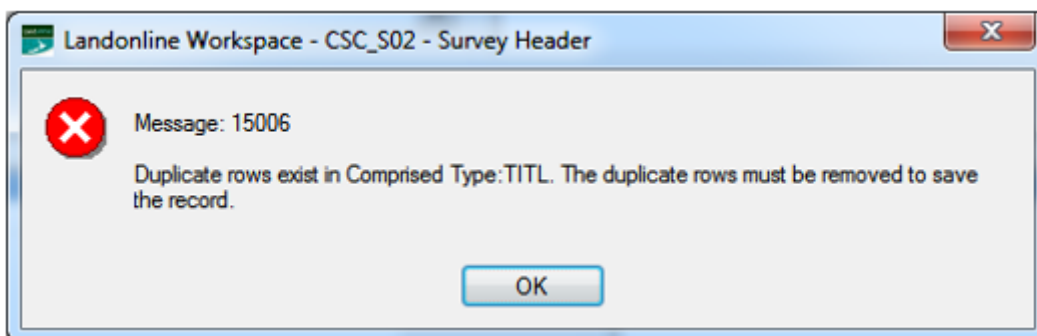 Landonline Workspace - CSC_S02 - Survey Header
Message: 15006
Duplicate rows exist in Comprised Type:TITL. The duplicate rows must be removed to save
the record.
OK